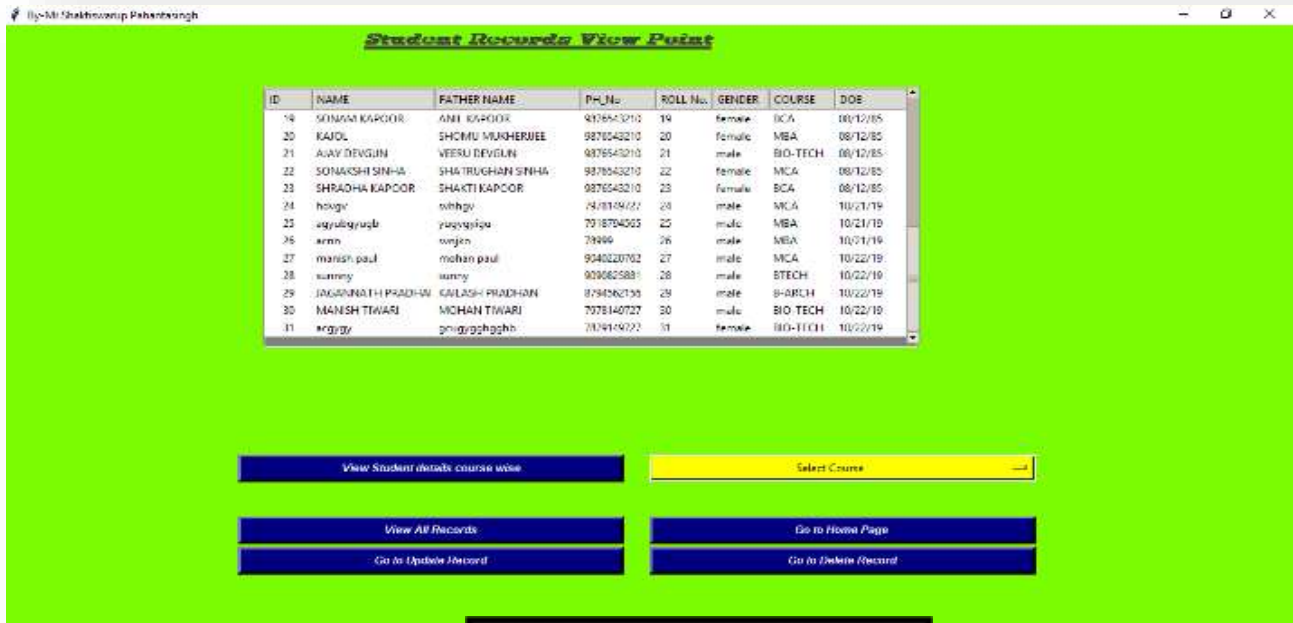 By-Mr Shakhiswarup Pahantasingh
Student Records View Point
ID NAME FATHER NAME PH_No ROLL No. GENDER COURSE DOB
19 SONAM KAPOOR ANIL KAPOOR 9876543210 19 female BCA 08/12/85
20 KAJOL SHOMU MUKHERJEE 9876543210 20 female MBA 08/12/85
21 AJAY DEVGUN VEERU DEVGUN 9876543210 21 male BIO-TECH 08/12/85
22 SONAKSHI SINHA SHATRUGHAN SINHA 9876543210 22 female MCA 08/12/85
23 SHRADHA KAPOOR SHAKTI KAPOOR 9876543210 23 female BCA 08/12/85
24 24 male MCA 10/21/19
25 25 male MBA 10/21/19
26 78999 26 male MBA 10/21/19
27 manish paul mohan paul 9040220762 27 male MCA 10/22/19
28 sunnny sunny 28 male BTECH 10/22/19
29 JAGANNATH PRADHAI KAILASH PRADHAN 29 male B-ARCH 10/22/19
30 MANISH TIWARI MOHAN TIWARI 30 male BIO-TECH 10/22/19
31 31 female BIO-TECH 10/22/19
View Student details course wise
Select Course
View All Records
Go to Home Page
Go to Update Record
Go to Delete Record